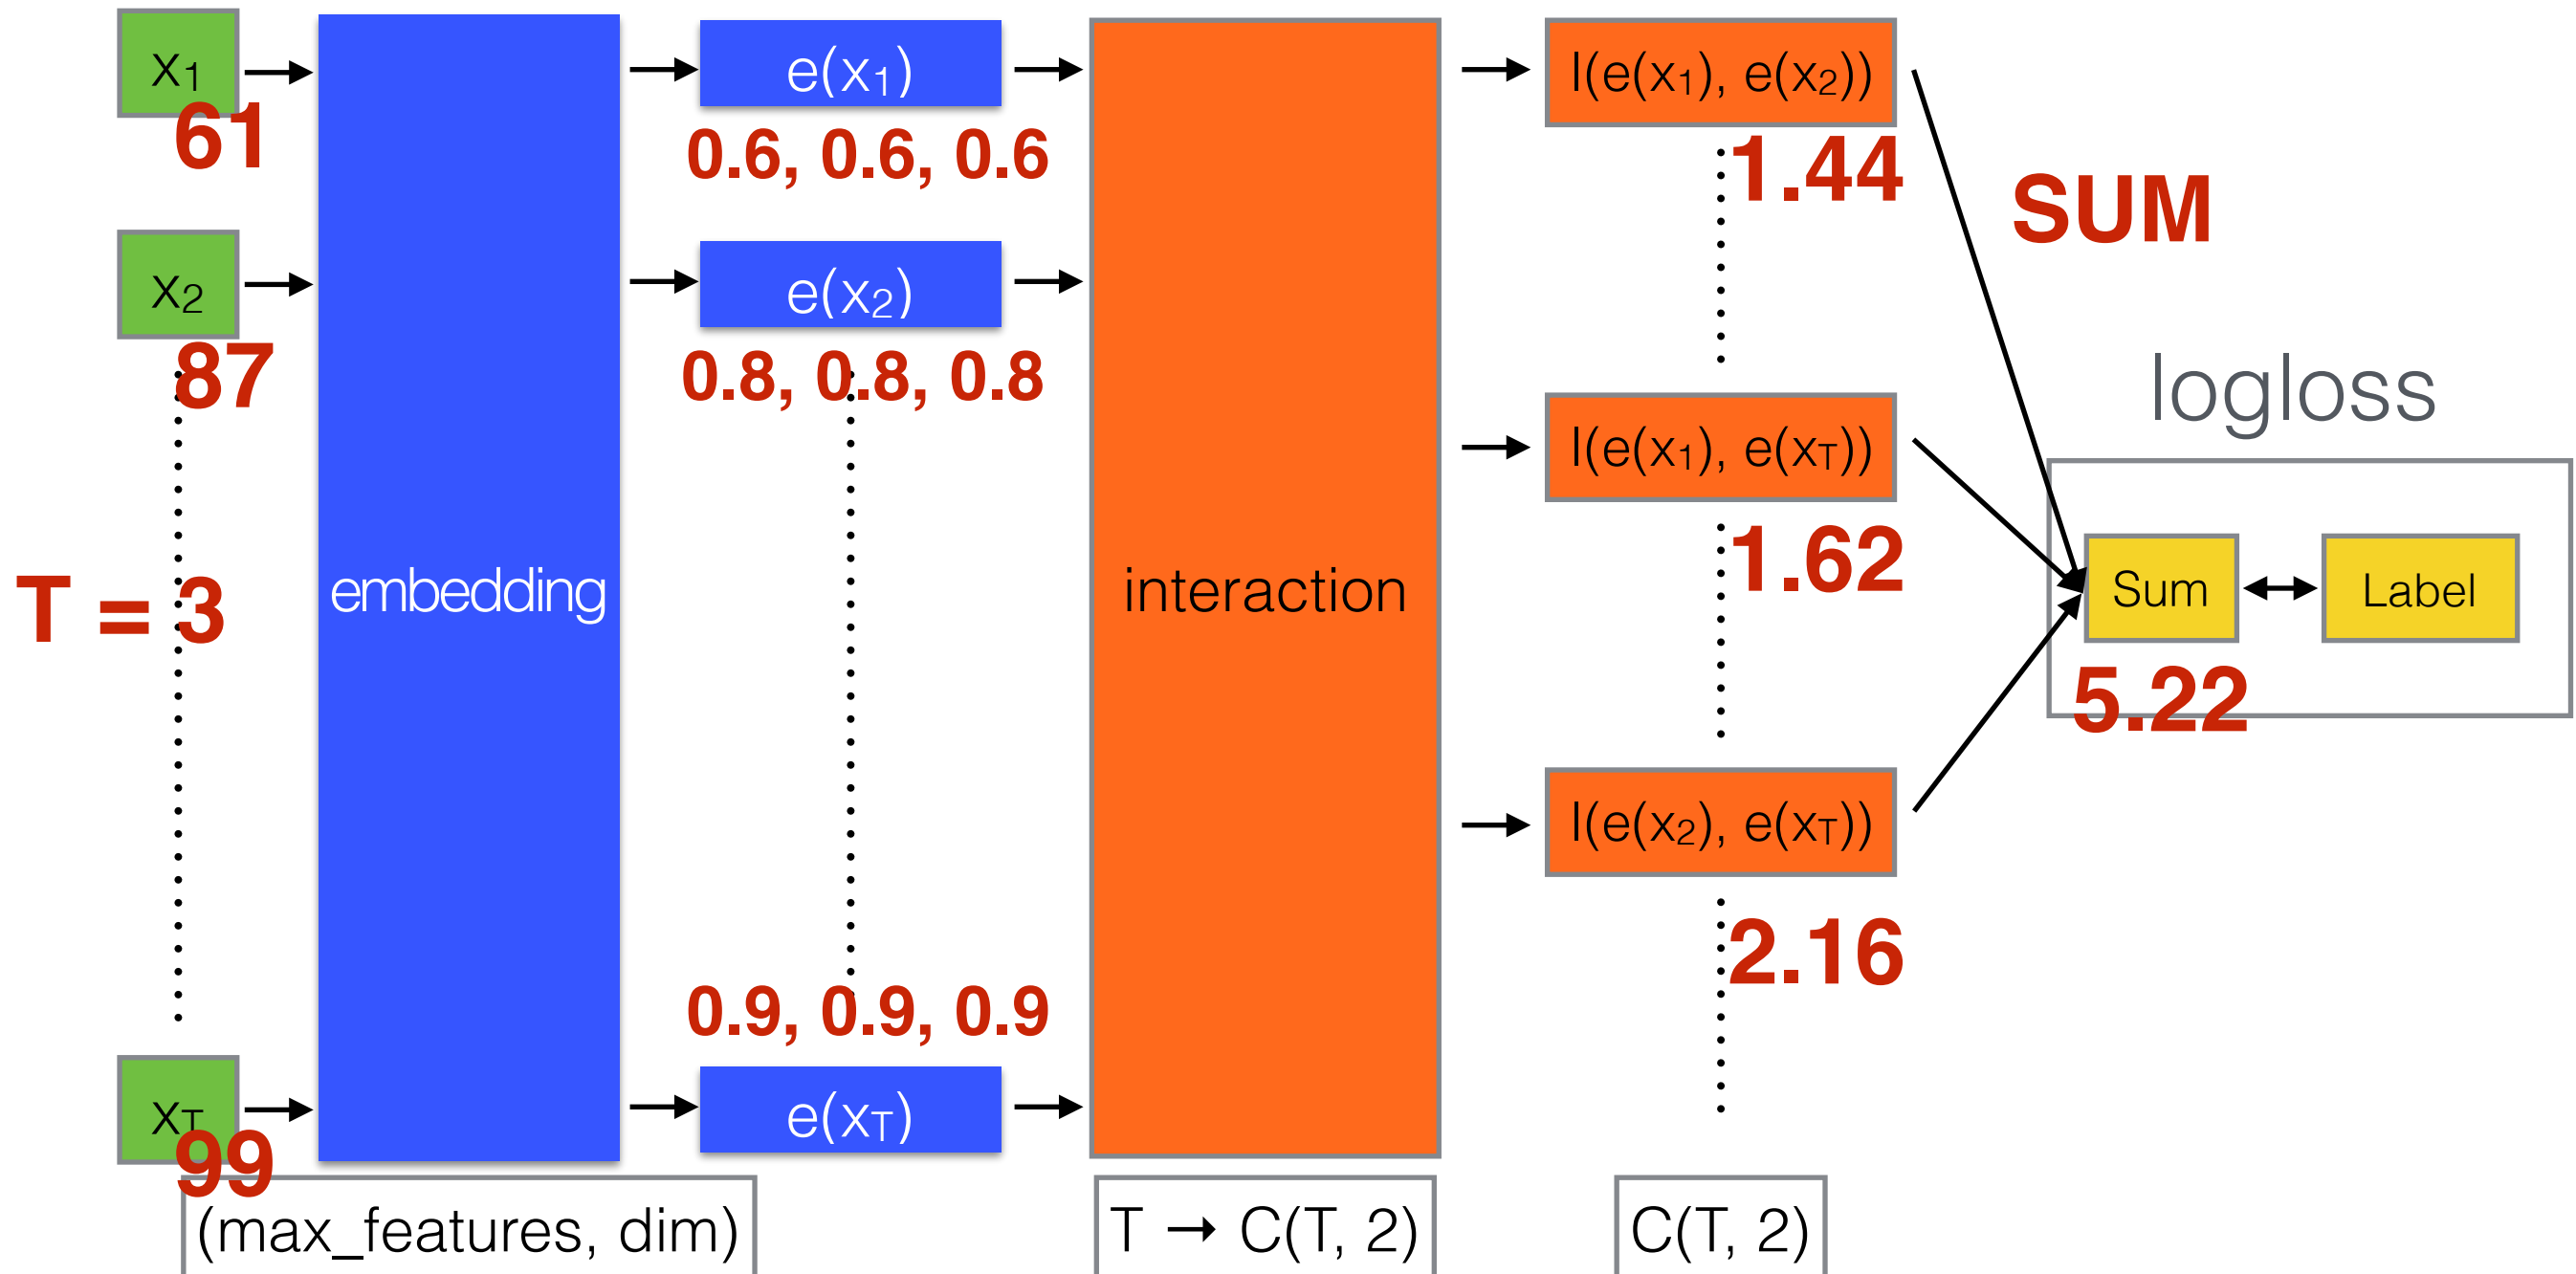 x1
61
x2
87
T = 3
xT
99
embedding
(max_features, dim)
e(x1)
0.6, 0.6, 0.6
e(x2)
0.8, 0.8, 0.8
0.9, 0.9, 0.9
e(xT)
interaction
T → C(T, 2)
I(e(x1), e(x2))
1.44
I(e(x1), e(xT))
1.62
I(e(x2), e(xT))
2.16
C(T, 2)
SUM
logloss
Sum
Label
5.22